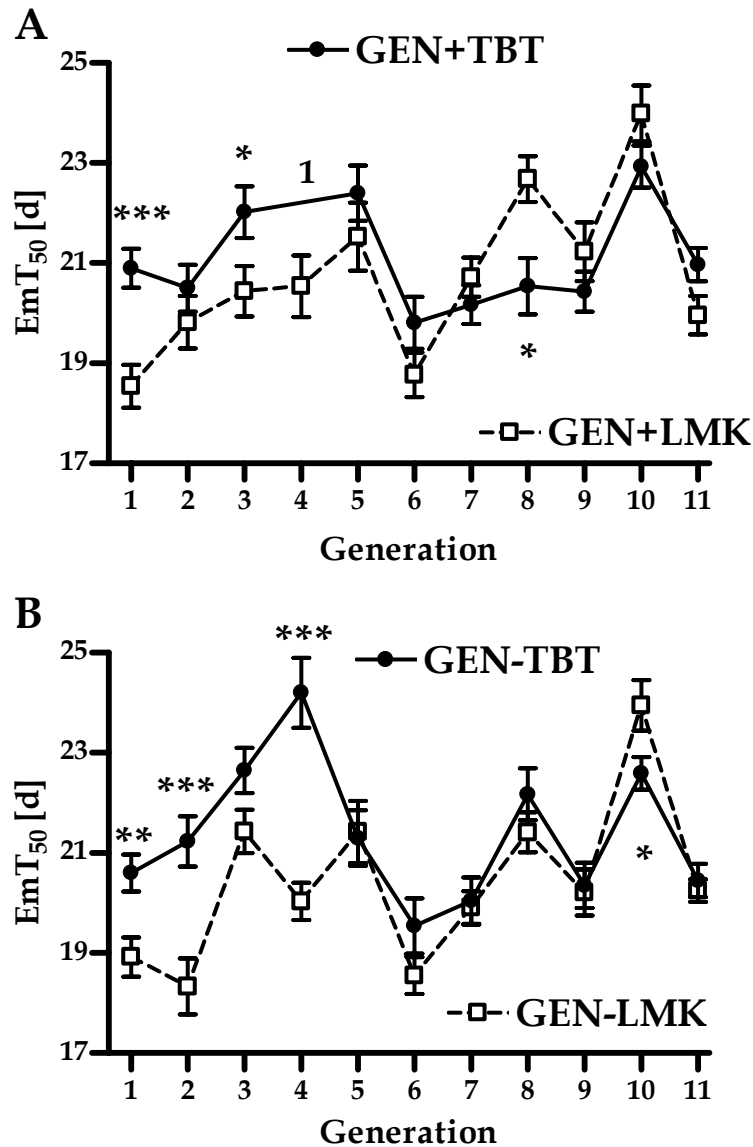 A
GEN+TBT
25
23
21
19
17
EmT50 [d]
***
*
1
*
GEN+LMK
1 2 3 4 5 6 7 8 9 10 11
Generation
B
***
GEN-TBT
25
23
21
19
17
EmT50 [d]
***
**
*
GEN-LMK
1 2 3 4 5 6 7 8 9 10 11
Generation